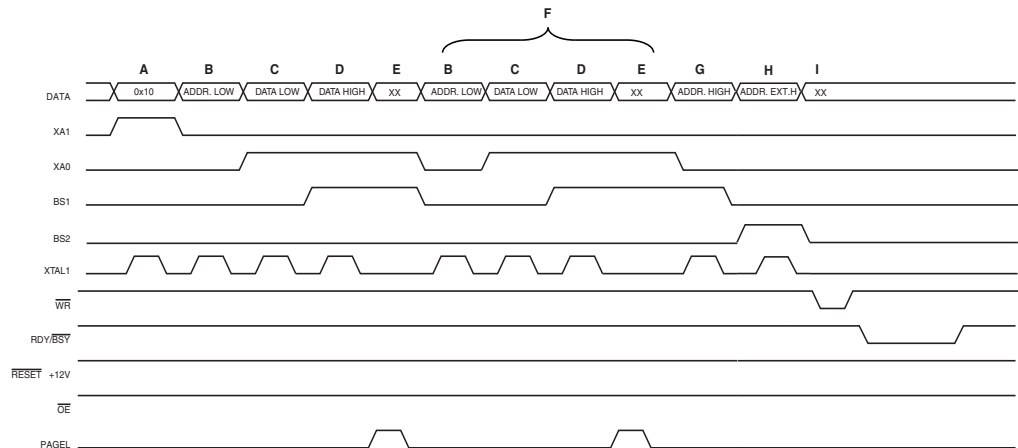 F
A B C D E B C D E G H I
DATA 0x10 ADDR. LOW DATA LOW DATA HIGH XX ADDR. LOW DATA LOW DATA HIGH XX ADDR. HIGH ADDR. EXT.H XX
XA1
XA0
BS1
BS2
XTAL1
WR
RDY/BSY
RESET +12V
OE
PAGEL